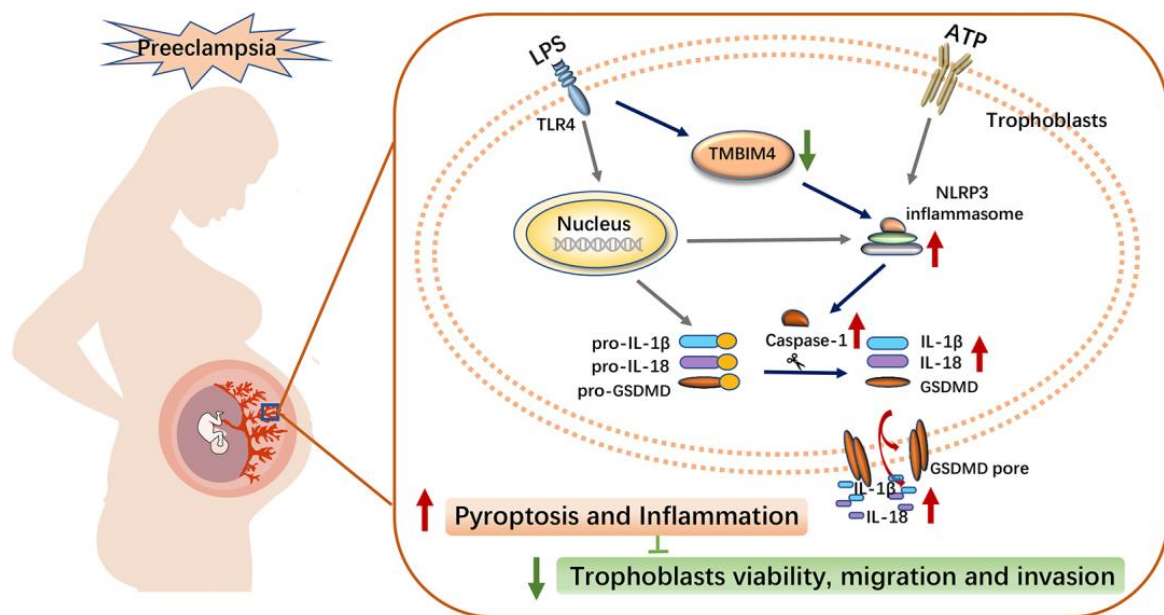 Preeclampsia
LPS
ATP
TLR4
Trophoblasts
TMBIM4
NLRP3
inflammasome
Nucleus
pro-IL-1β
pro-IL-18
pro-GSDMD
Caspase-1
IL-1β
IL-18
GSDMD
GSDMD pore
IL-1β
IL-18
Pyroptosis and Inflammation
Trophoblasts viability, migration and invasion